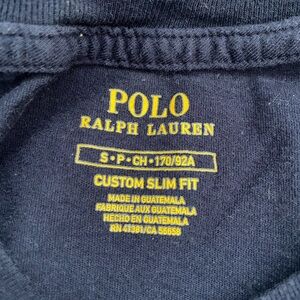 POLO
RALPH LAUREN
S•P•CH•170/92A
CUSTOM SLIM FIT
MADE IN GUATEMALA
FABRIQUE AUX GUATEMALA
HECHO EN GUATEMALA
RN 41381/CA 56658